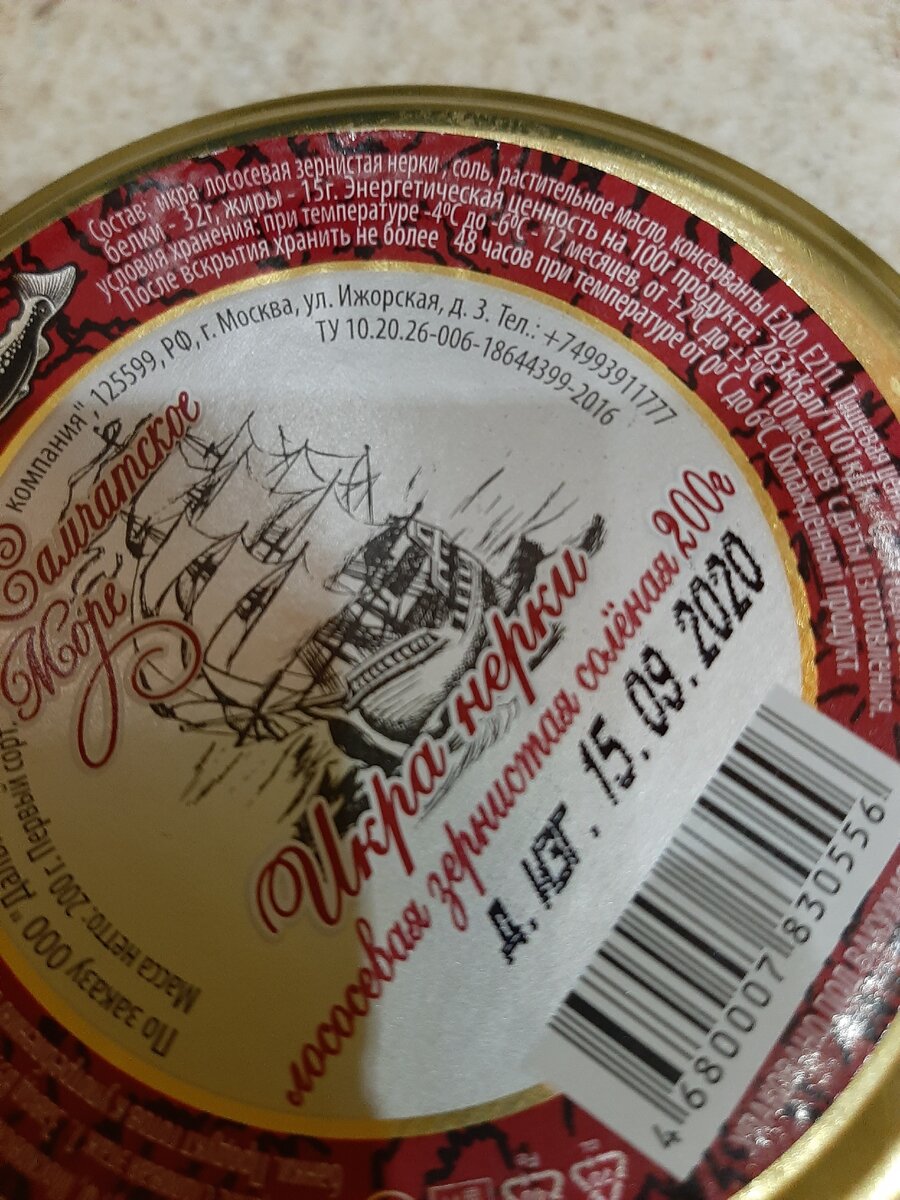 Состав: икра лососевая зернистая нерки, соль, растительное масло, консерванты Е200, Е211. Пищевая
белки - 32г, жиры - 15г. Энергетическая ценность на 100г продукта: 263кКал/1101кДж.
условия хранения: при температуре -4°С до -6°С - 12 месяцев, от +2°С до +3°С - 10 месяцев с даты изготовления.
После вскрытия хранить не более 48 часов при температуре от 0°С до 6°С. Охлажденный продукт.
По заказу ООО
компания", 125599, РФ, г. Москва, ул. Ижорская, д. 3. Тел.: +74993911777
ТУ 10.20.26-006-18644399-2016
Масса нетто: 200 г. Первый сорт.
Камчатское
Море
Икра нерки
лососевая зернистая солёная 200г
Д.ИЗГ. 15.09.2020
4680007830556